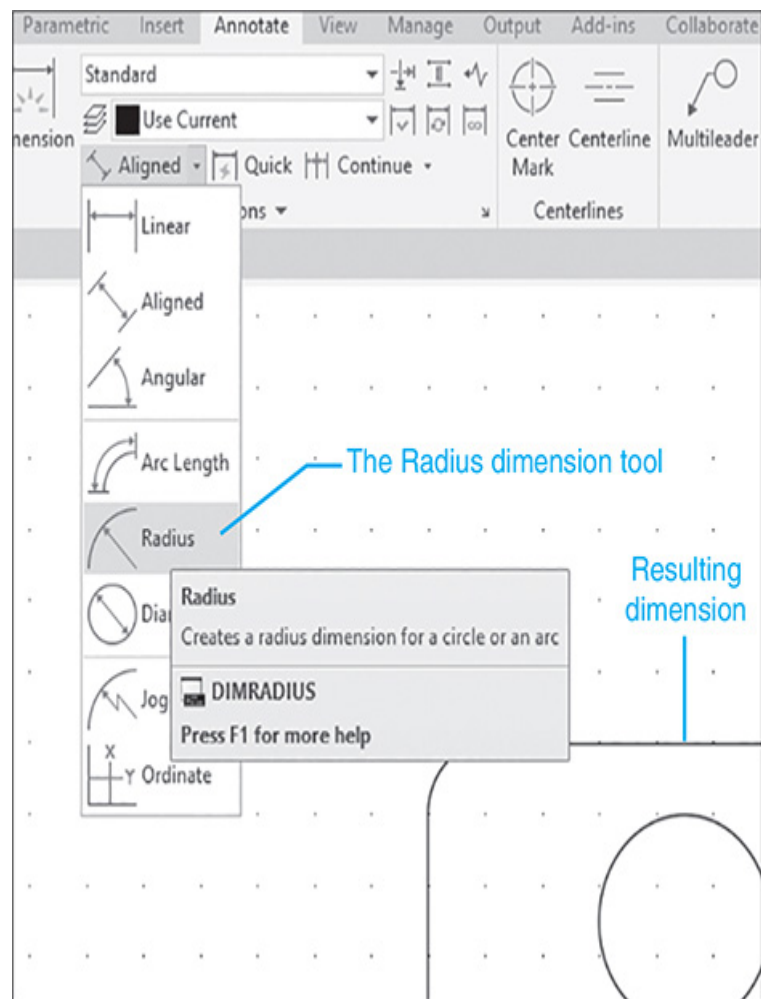 Parametric Insert Annotate View Manage Output Add-ins Collaborate
Standard
Use Current
mension
Aligned Quick Continue
Center Mark
Centerline
Multileader
ons
Centerlines
Linear
Aligned
Angular
Arc Length
The Radius dimension tool
Radius
Resulting
dimension
Dia
Radius
Creates a radius dimension for a circle or an arc
Jog
DIMRADIUS
Press F1 for more help
X
Y Ordinate